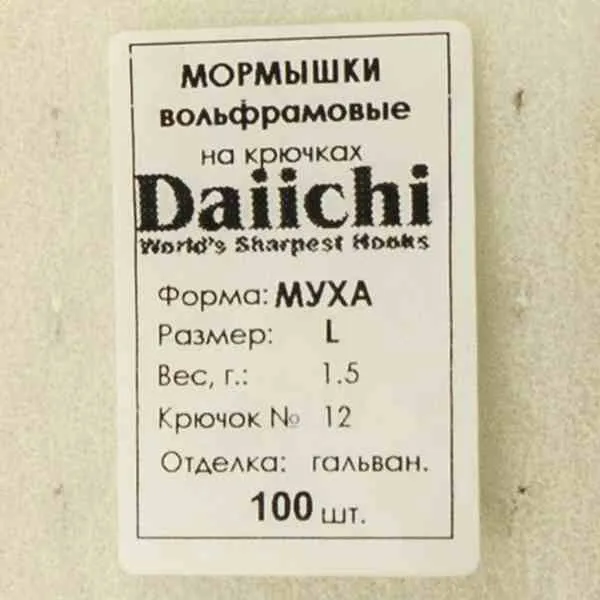 МОРМЫШКИ
вольфрамовые
на крючках
Daiichi
World's Sharpest Hooks
Форма: МУХА
Размер: L
Вес, г.: 1.5
Крючок № 12
Отделка: гальван.
100 шт.